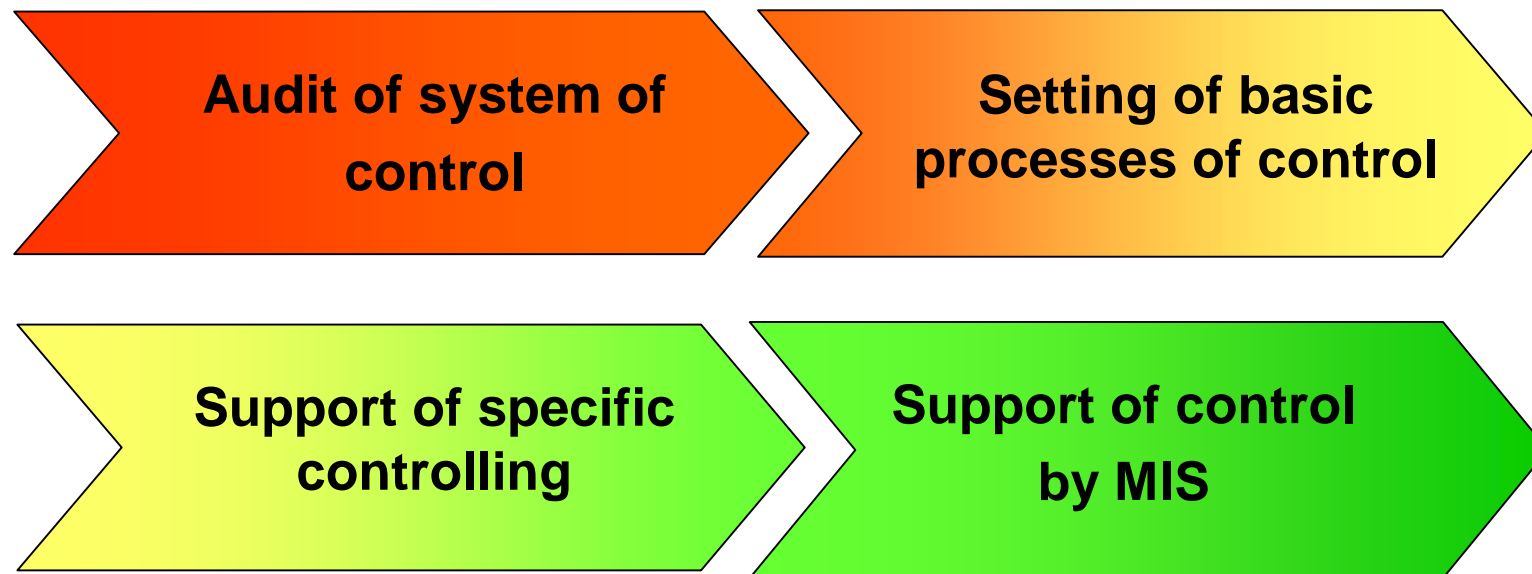 Audit of system of
control
Setting of basic
processes of control
Support of specific
controlling
Support of control
by MIS